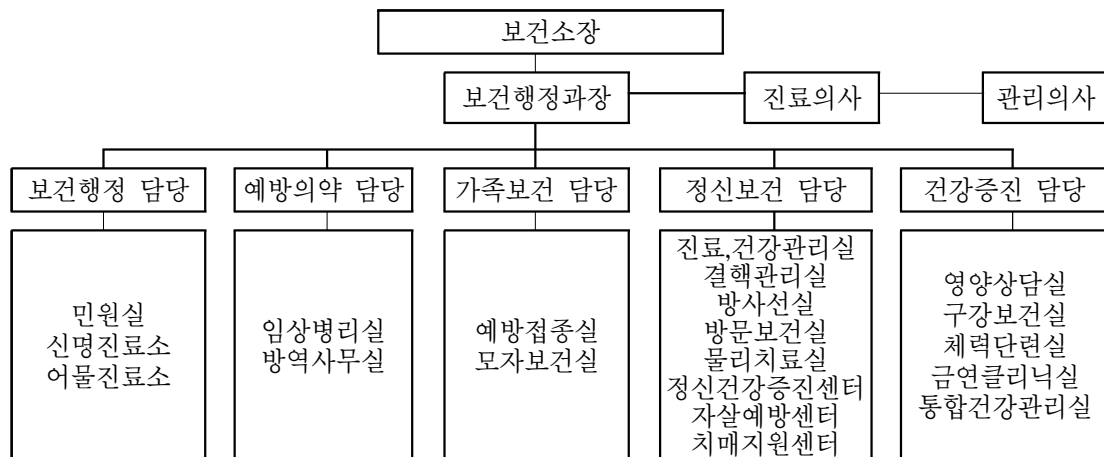 보건소장
보건행정과장
진료의사
관리의사
보건행정 담당
예방의약 담당
가족보건 담당
정신보건 담당
건강증진 담당
민원실
신명진료소
어물진료소
임상병리실
방역사무실
예방접종실
모자보건실
진료,건강관리실
결핵관리실
방사선실
방문보건실
물리치료실
정신건강증진센터
자살예방센터
치매지원센터
영양상담실
구강보건실
체력단련실
금연클리닉실
통합건강관리실